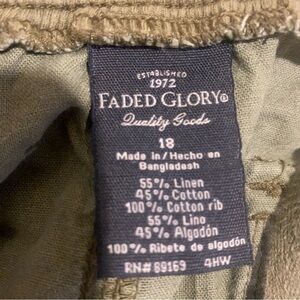 ESTABLISHED
1972
FADED GLORY®
Quality Goods
18
Made in/Hecho en
Bangladash
55% Linen
45% Cotton
100% Cotton rib
55% Lino
45% Algodón
100% Ribete de algodón
RN# 89169 4HW